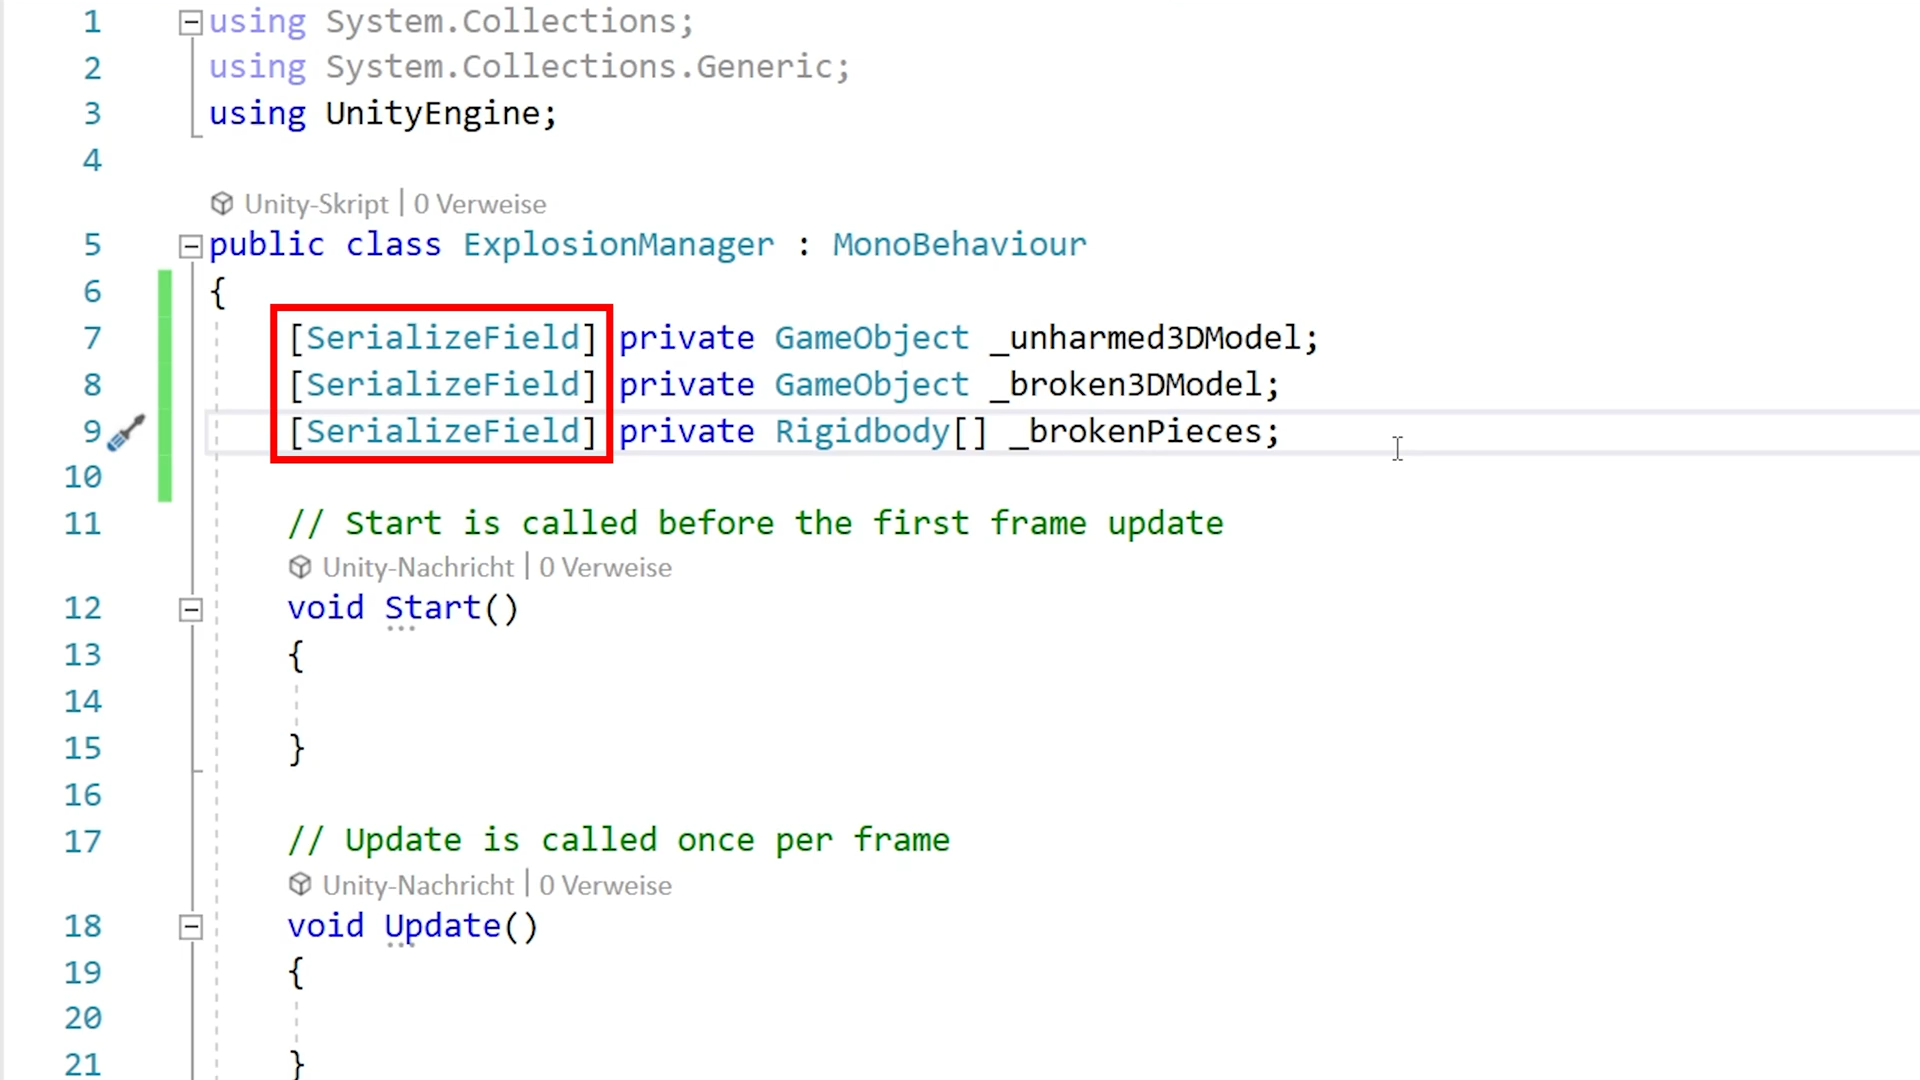 1 using System.Collections;
2 using System.Collections.Generic;
3 using UnityEngine;
4
Unity-Skript | 0 Verweise
5 public class ExplosionManager : MonoBehaviour
6 {
7 [SerializeField] private GameObject _unharmed3DModel;
8 [SerializeField] private GameObject _broken3DModel;
9 [SerializeField] private Rigidbody[] _brokenPieces;
10
11 // Start is called before the first frame update
Unity-Nachricht | 0 Verweise
12 void Start()
13 {
14
15 }
16
17 // Update is called once per frame
Unity-Nachricht | 0 Verweise
18 void Update()
19 {
20
21 }